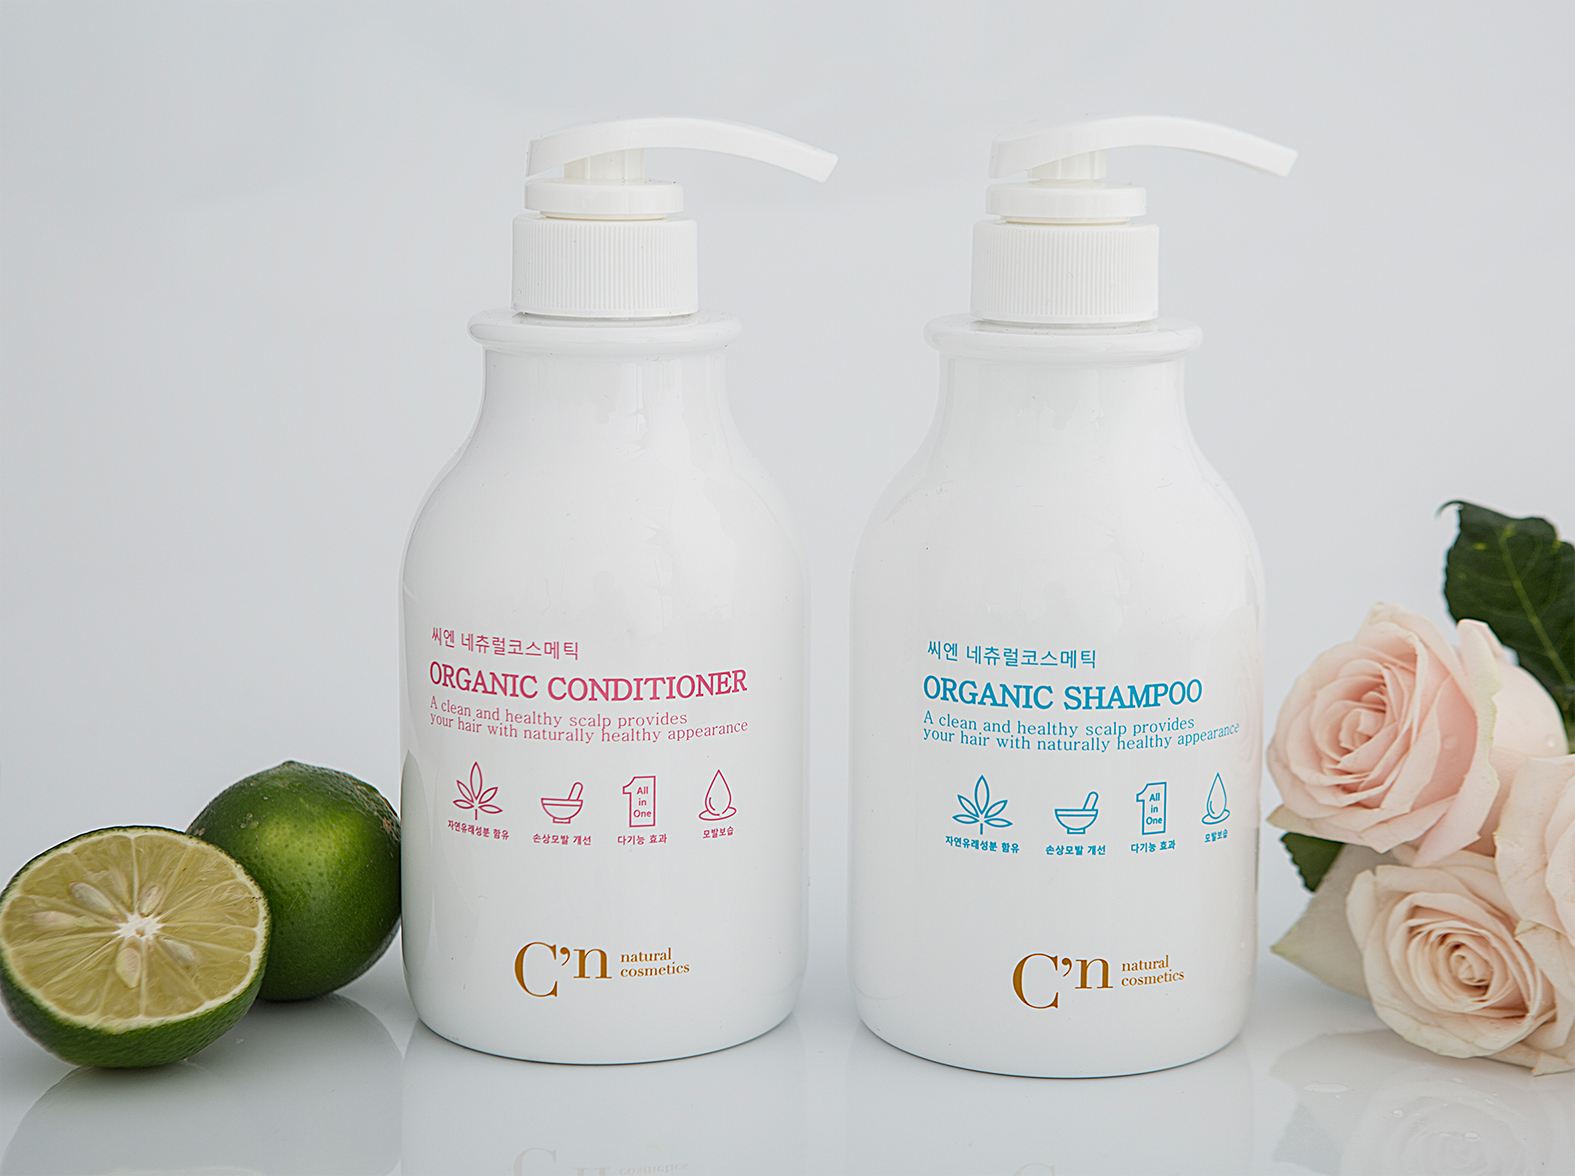 씨엔 네츄럴코스메틱
ORGANIC CONDITIONER
A clean and healthy scalp provides
your hair with naturally healthy appearance
All
in
One
자연유래성분 함유
손상모발 개선
다기능 효과
모발보습
C'n
natural
cosmetics
씨엔 네츄럴코스메틱
ORGANIC SHAMPOO
A clean and healthy scalp provides
your hair with naturally healthy appearance
All
in
One
자연유래성분 함유
손상모발 개선
다기능 효과
모발보습
C'n
natural
cosmetics